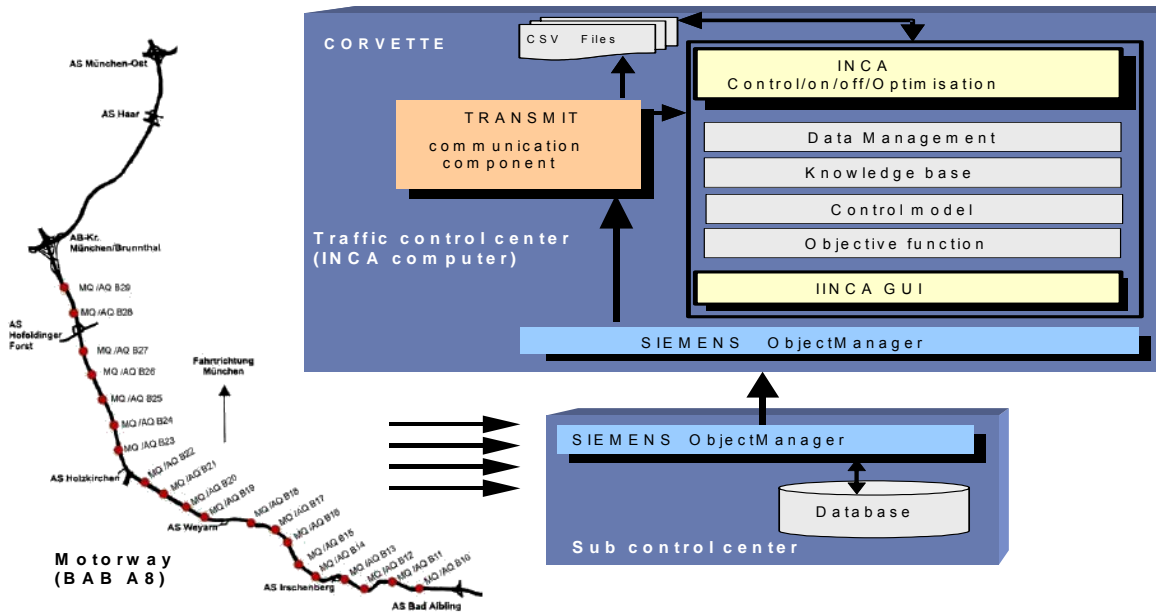 AS München-Ost
AS Haar
AB-Kr.
München/Brunnthal
MQ /AQ B29
MQ /AQ B28
AS
Hofoldinger
Forst
MQ /AQ B27
MQ /AQ B26
MQ /AQ B25
MQ /AQ B24
MQ /AQ B23
Fahrtrichtung
München
AS Holzkirchen
MQ /AQ B22
MQ /AQ B21
MQ /AQ B20
MQ /AQ B19
AS Weyarn
MQ /AQ B18
MQ /AQ B17
MQ /AQ B16
MQ /AQ B15
MQ /AQ B14
AS Irschenberg
MQ /AQ B13
MQ /AQ B12
MQ /AQ B11
MQ /AQ B10
AS Bad Aibling
Motorway
(BAB A8)
CORVETTE
CSV Files
TRANSMIT
communication
component
INCA
Control/on/off/Optimisation
Data Management
Knowledge base
Control model
Objective function
IINCA GUI
Traffic control center
(INCA computer)
SIEMENS ObjectManager
SIEMENS ObjectManager
Database
Sub control center